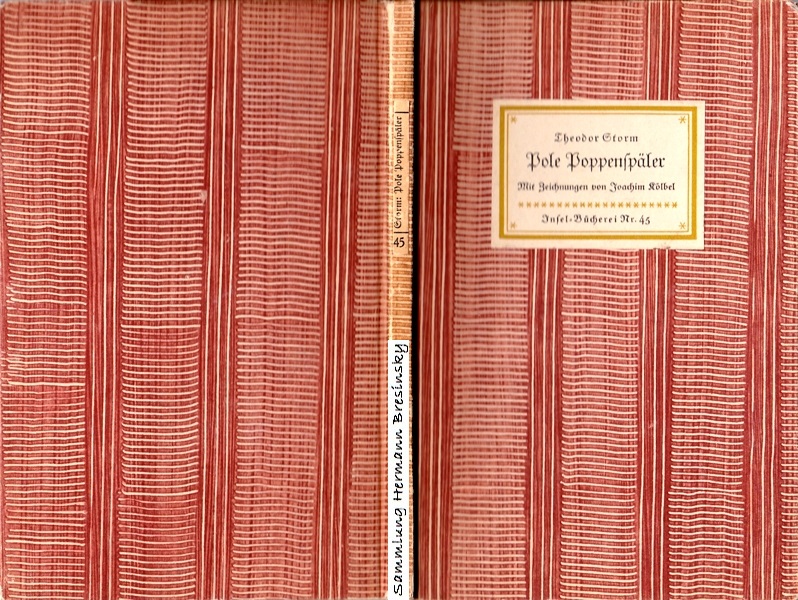 Storm: Pole Poppenſpäler
45
Sammlung Hermann Bresinsky
Theodor Storm
Pole Poppenſpäler
Mit Zeichnungen von Joachim Kölbel
Inſel-Bücherei Nr. 45